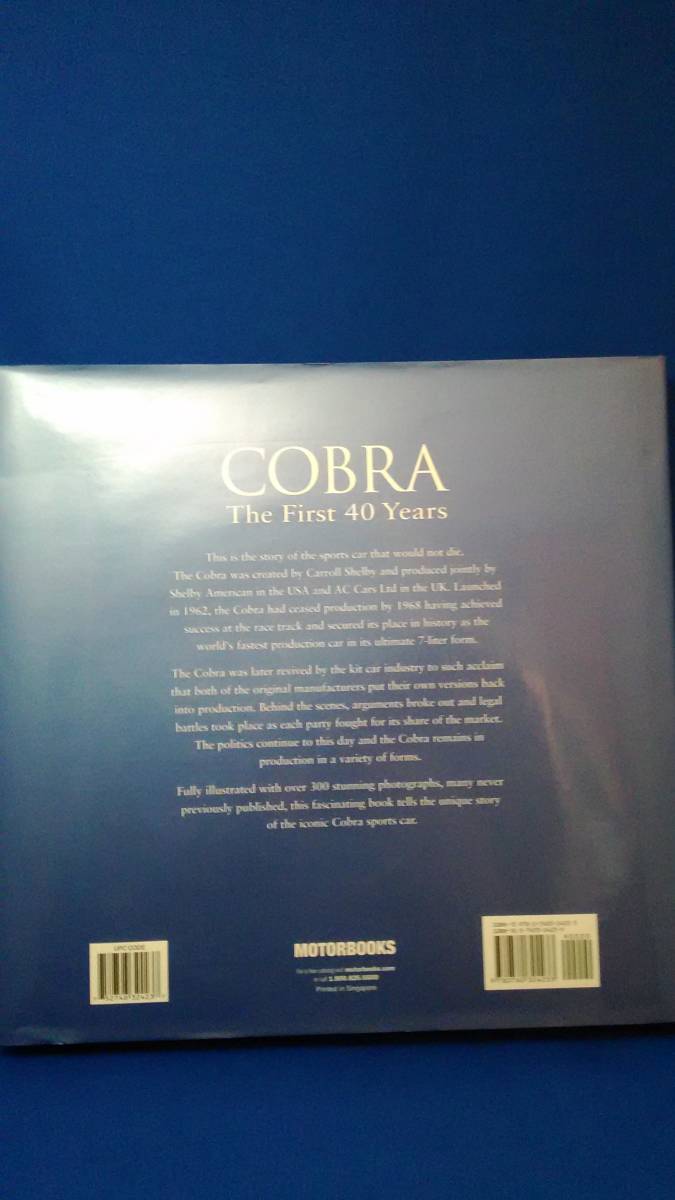 COBRA
The First 40 Years
This is the story of the sports car that would not die.
The Cobra was created by Carroll Shelby and produced jointly by
Shelby American in the USA and AC Cars Ltd in the UK. Launched
in 1962, the Cobra had ceased production by 1968 having achieved
success at the race track and secured its place in history as the
world's fastest production car in its ultimate 7-liter form.
The Cobra was later revived by the kit car industry to such acclaim
that both of the original manufacturers put their own versions back
into production. Behind the scenes, arguments broke out and legal
battles took place as each party fought for its share of the market.
The politics continue to this day and the Cobra remains in
production in a variety of forms.
Fully illustrated with over 300 stunning photographs, many never
previously published, this fascinating book tells the unique story
of the iconic Cobra sports car.
UPC CODE
MOTORBOOKS
motorbooks.com
Printed in Singapore